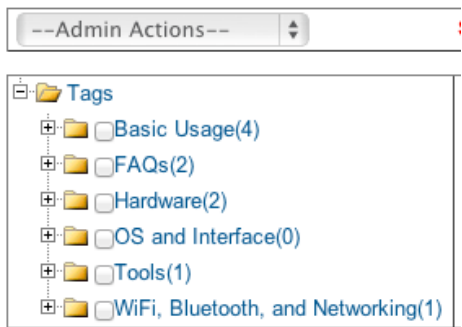 --Admin Actions--
Tags
Basic Usage(4)
FAQs(2)
Hardware(2)
OS and Interface(0)
Tools(1)
WiFi, Bluetooth, and Networking(1)